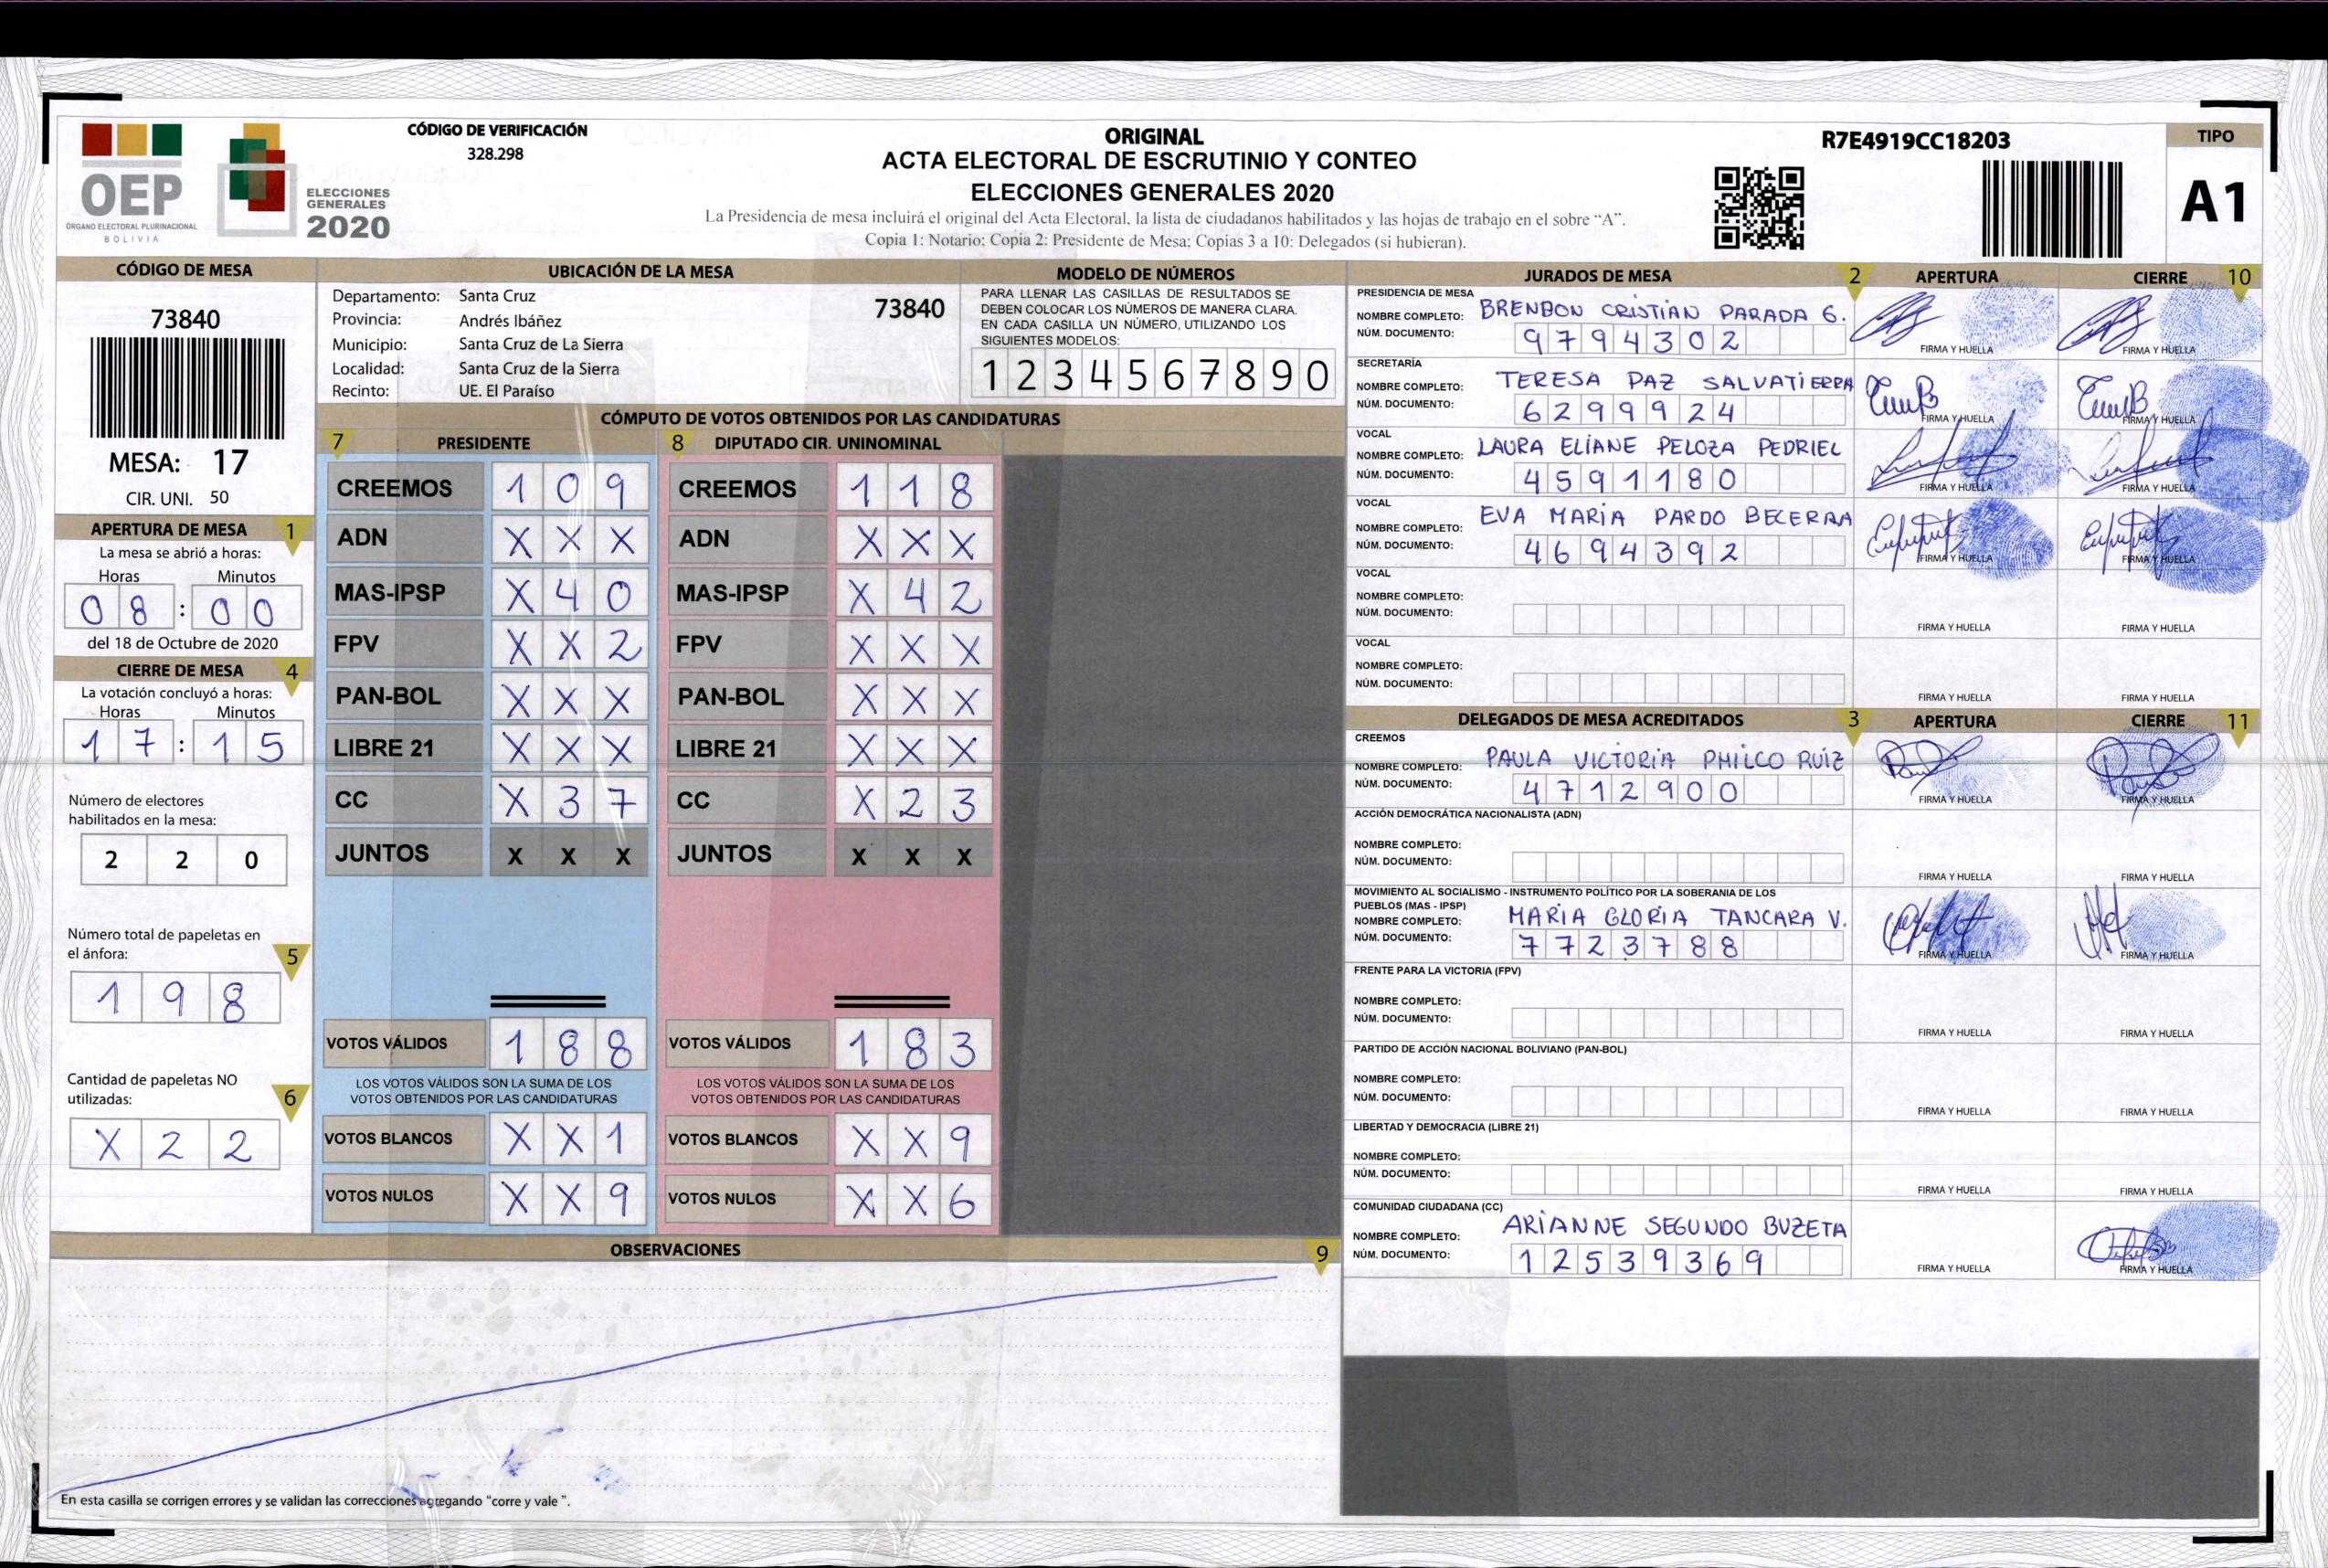 CÓDIGO DE VERIFICACIÓN
328.298
OEP
ÓRGANO ELECTORAL PLURINACIONAL
BOLIVIA
ELECCIONES
GENERALES
2020
ORIGINAL
ACTA ELECTORAL DE ESCRUTINIO Y CONTEO
ELECCIONES GENERALES 2020
La Presidencia de mesa incluirá el original del Acta Electoral, la lista de ciudadanos habilitados y las hojas de trabajo en el sobre “A”.
Copia 1: Notario; Copia 2: Presidente de Mesa; Copias 3 a 10: Delegados (si hubieran).
R7E4919CC18203
TIPO
A1
CÓDIGO DE MESA
73840
MESA: 17
CIR. UNI. 50
APERTURA DE MESA 1
La mesa se abrió a horas:
Horas Minutos
0 8 : 0 0
del 18 de Octubre de 2020
CIERRE DE MESA 4
La votación concluyó a horas:
Horas Minutos
1 7 : 1 5
Número de electores
habilitados en la mesa:
2 2 0
Número total de papeletas en
el ánfora: 5
1 9 8
Cantidad de papeletas NO
utilizadas: 6
X 2 2
UBICACIÓN DE LA MESA
Departamento: Santa Cruz 73840
Provincia: Andrés Ibáñez
Municipio: Santa Cruz de La Sierra
Localidad: Santa Cruz de la Sierra
Recinto: UE. El Paraíso
MODELO DE NÚMEROS
PARA LLENAR LAS CASILLAS DE RESULTADOS SE
DEBEN COLOCAR LOS NÚMEROS DE MANERA CLARA.
EN CADA CASILLA UN NÚMERO, UTILIZANDO LOS
SIGUIENTES MODELOS:
1 2 3 4 5 6 7 8 9 0
CÓMPUTO DE VOTOS OBTENIDOS POR LAS CANDIDATURAS
7 PRESIDENTE 8 DIPUTADO CIR. UNINOMINAL
CREEMOS 1 0 9 CREEMOS 1 1 8
ADN X X X ADN X X X
MAS-IPSP X 4 0 MAS-IPSP X 4 2
FPV X X 2 FPV X X X
PAN-BOL X X X PAN-BOL X X X
LIBRE 21 X X X LIBRE 21 X X X
CC X 3 7 CC X 2 3
JUNTOS X X X JUNTOS X X X
VOTOS VÁLIDOS 1 8 8 VOTOS VÁLIDOS 1 8 3
LOS VOTOS VÁLIDOS SON LA SUMA DE LOS LOS VOTOS VÁLIDOS SON LA SUMA DE LOS
VOTOS OBTENIDOS POR LAS CANDIDATURAS VOTOS OBTENIDOS POR LAS CANDIDATURAS
VOTOS BLANCOS X X 1 VOTOS BLANCOS X X 9
VOTOS NULOS X X 9 VOTOS NULOS X X 6
OBSERVACIONES 9
En esta casilla se corrigen errores y se validan las correcciones agregando “corre y vale ”.
JURADOS DE MESA 2 APERTURA CIERRE 10
PRESIDENCIA DE MESA
NOMBRE COMPLETO: BRENDON CRISTIAN PARADA G.
NÚM. DOCUMENTO: 9 7 9 4 3 0 2 FIRMA Y HUELLA FIRMA Y HUELLA
SECRETARÍA
NOMBRE COMPLETO: TERESA PAZ SALVATIERRA
NÚM. DOCUMENTO: 6 2 9 9 9 2 4 FIRMA Y HUELLA FIRMA Y HUELLA
VOCAL
NOMBRE COMPLETO: LAURA ELIANE PELOZA PEDRIEL
NÚM. DOCUMENTO: 4 5 9 1 1 8 0 FIRMA Y HUELLA FIRMA Y HUELLA
VOCAL
NOMBRE COMPLETO: EVA MARIA PARDO BECERRA
NÚM. DOCUMENTO: 4 6 9 4 3 9 2 FIRMA Y HUELLA FIRMA Y HUELLA
VOCAL
NOMBRE COMPLETO:
NÚM. DOCUMENTO: FIRMA Y HUELLA FIRMA Y HUELLA
VOCAL
NOMBRE COMPLETO:
NÚM. DOCUMENTO: FIRMA Y HUELLA FIRMA Y HUELLA
DELEGADOS DE MESA ACREDITADOS 3 APERTURA CIERRE 11
CREEMOS
NOMBRE COMPLETO: PAULA VICTORIA PHILCO RUIZ
NÚM. DOCUMENTO: 4 7 1 2 9 0 0 FIRMA Y HUELLA FIRMA Y HUELLA
ACCIÓN DEMOCRÁTICA NACIONALISTA (ADN)
NOMBRE COMPLETO:
NÚM. DOCUMENTO: FIRMA Y HUELLA FIRMA Y HUELLA
MOVIMIENTO AL SOCIALISMO - INSTRUMENTO POLÍTICO POR LA SOBERANIA DE LOS
PUEBLOS (MAS - IPSP)
NOMBRE COMPLETO: MARIA GLORIA TANCARA V.
NÚM. DOCUMENTO: 7 7 2 3 7 8 8 FIRMA Y HUELLA FIRMA Y HUELLA
FRENTE PARA LA VICTORIA (FPV)
NOMBRE COMPLETO:
NÚM. DOCUMENTO: FIRMA Y HUELLA FIRMA Y HUELLA
PARTIDO DE ACCIÓN NACIONAL BOLIVIANO (PAN-BOL)
NOMBRE COMPLETO:
NÚM. DOCUMENTO: FIRMA Y HUELLA FIRMA Y HUELLA
LIBERTAD Y DEMOCRACIA (LIBRE 21)
NOMBRE COMPLETO:
NÚM. DOCUMENTO: FIRMA Y HUELLA FIRMA Y HUELLA
COMUNIDAD CIUDADANA (CC)
NOMBRE COMPLETO: ARIANNE SEGUNDO BUZETA
NÚM. DOCUMENTO: 1 2 5 3 9 3 6 9 FIRMA Y HUELLA FIRMA Y HUELLA